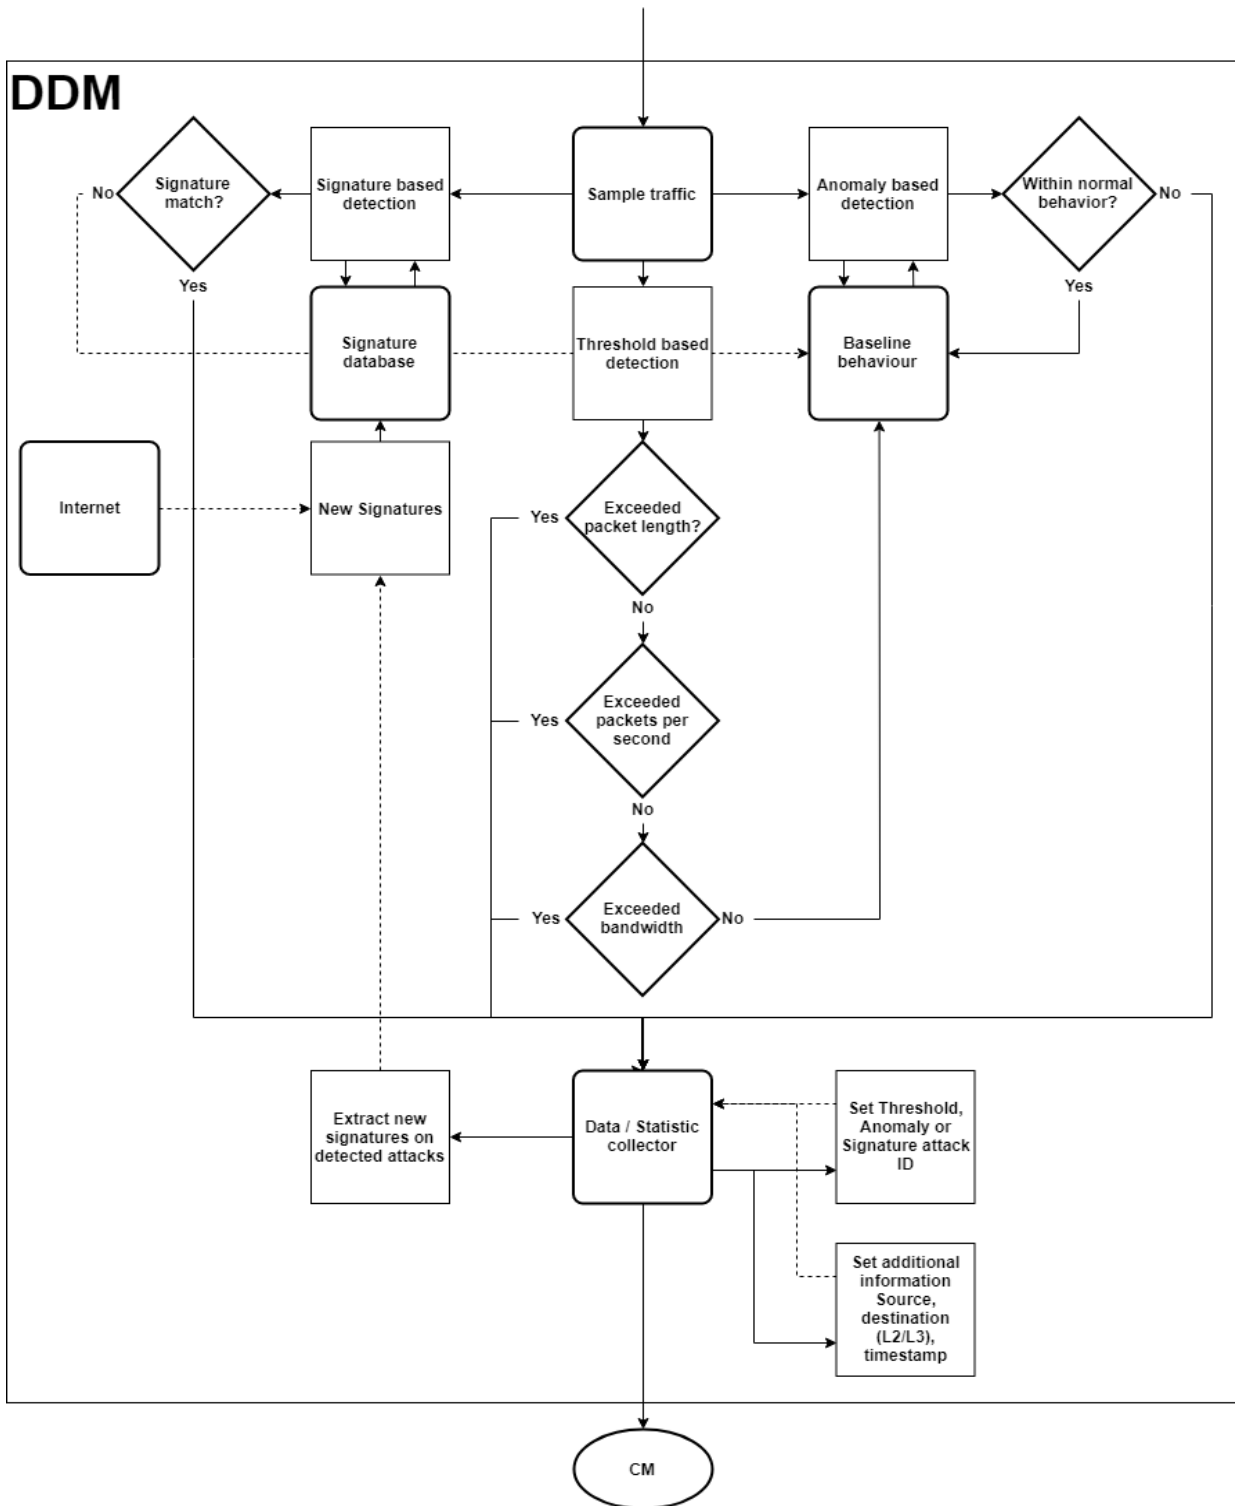 DDM
Signature
match?
No
Yes
Signature based
detection
Sample traffic
Anomaly based
detection
Within normal
behavior?
No
Yes
Signature
database
Threshold based
detection
Baseline
behaviour
Internet
New Signatures
Exceeded
packet length?
Yes
No
Exceeded
packets per
second
Yes
No
Exceeded
bandwidth
Yes
No
Extract new
signatures on
detected attacks
Data / Statistic
collector
Set Threshold,
Anomaly or
Signature attack
ID
Set additional
information
Source,
destination
(L2/L3),
timestamp
CM